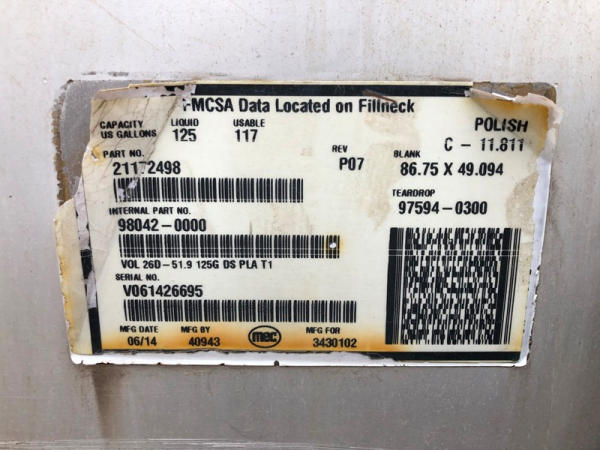 FMCSA Data Located on Fillneck
CAPACITY LIQUID USABLE
US GALLONS 125 117
POLISH
C - 11.811
PART NO. REV BLANK
21172498 P07 86.75 X 49.094
TEARDROP
INTERNAL PART NO. 97594-0300
98042-0000
VOL 26D-51.9 125G DS PLA T1
SERIAL NO.
V061426695
MFG DATE MFG BY mec MFG FOR
06/14 40943 3430102